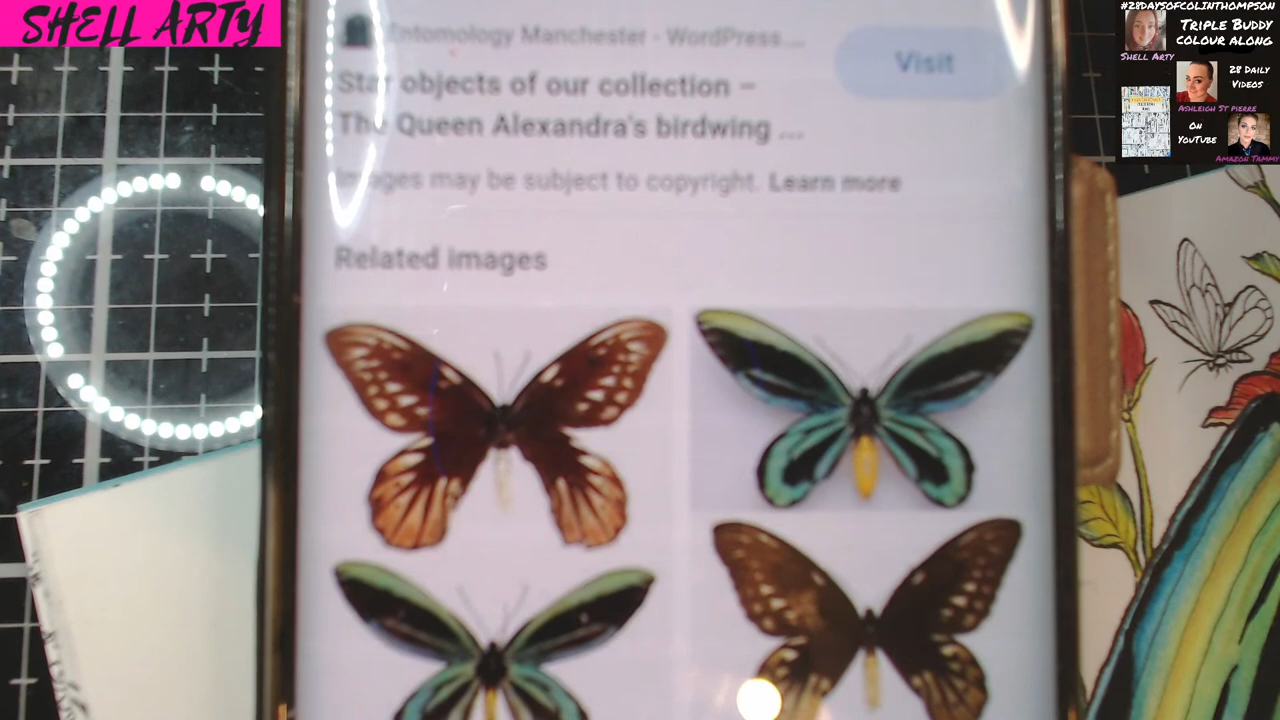 SHELL ARTY
Entomology Manchester - WordPress...
Visit
Star objects of our collection –
The Queen Alexandra's birdwing ...
Images may be subject to copyright. Learn more
Related images
#28DAYSOFCOLINTHOMPSON
TRIPLE BUDDY
COLOUR ALONG
SHELL ARTY
28 DAILY
VIDEOS
ASHLEIGH ST PIERRE
ON
YOUTUBE
AMAZON TAMMY